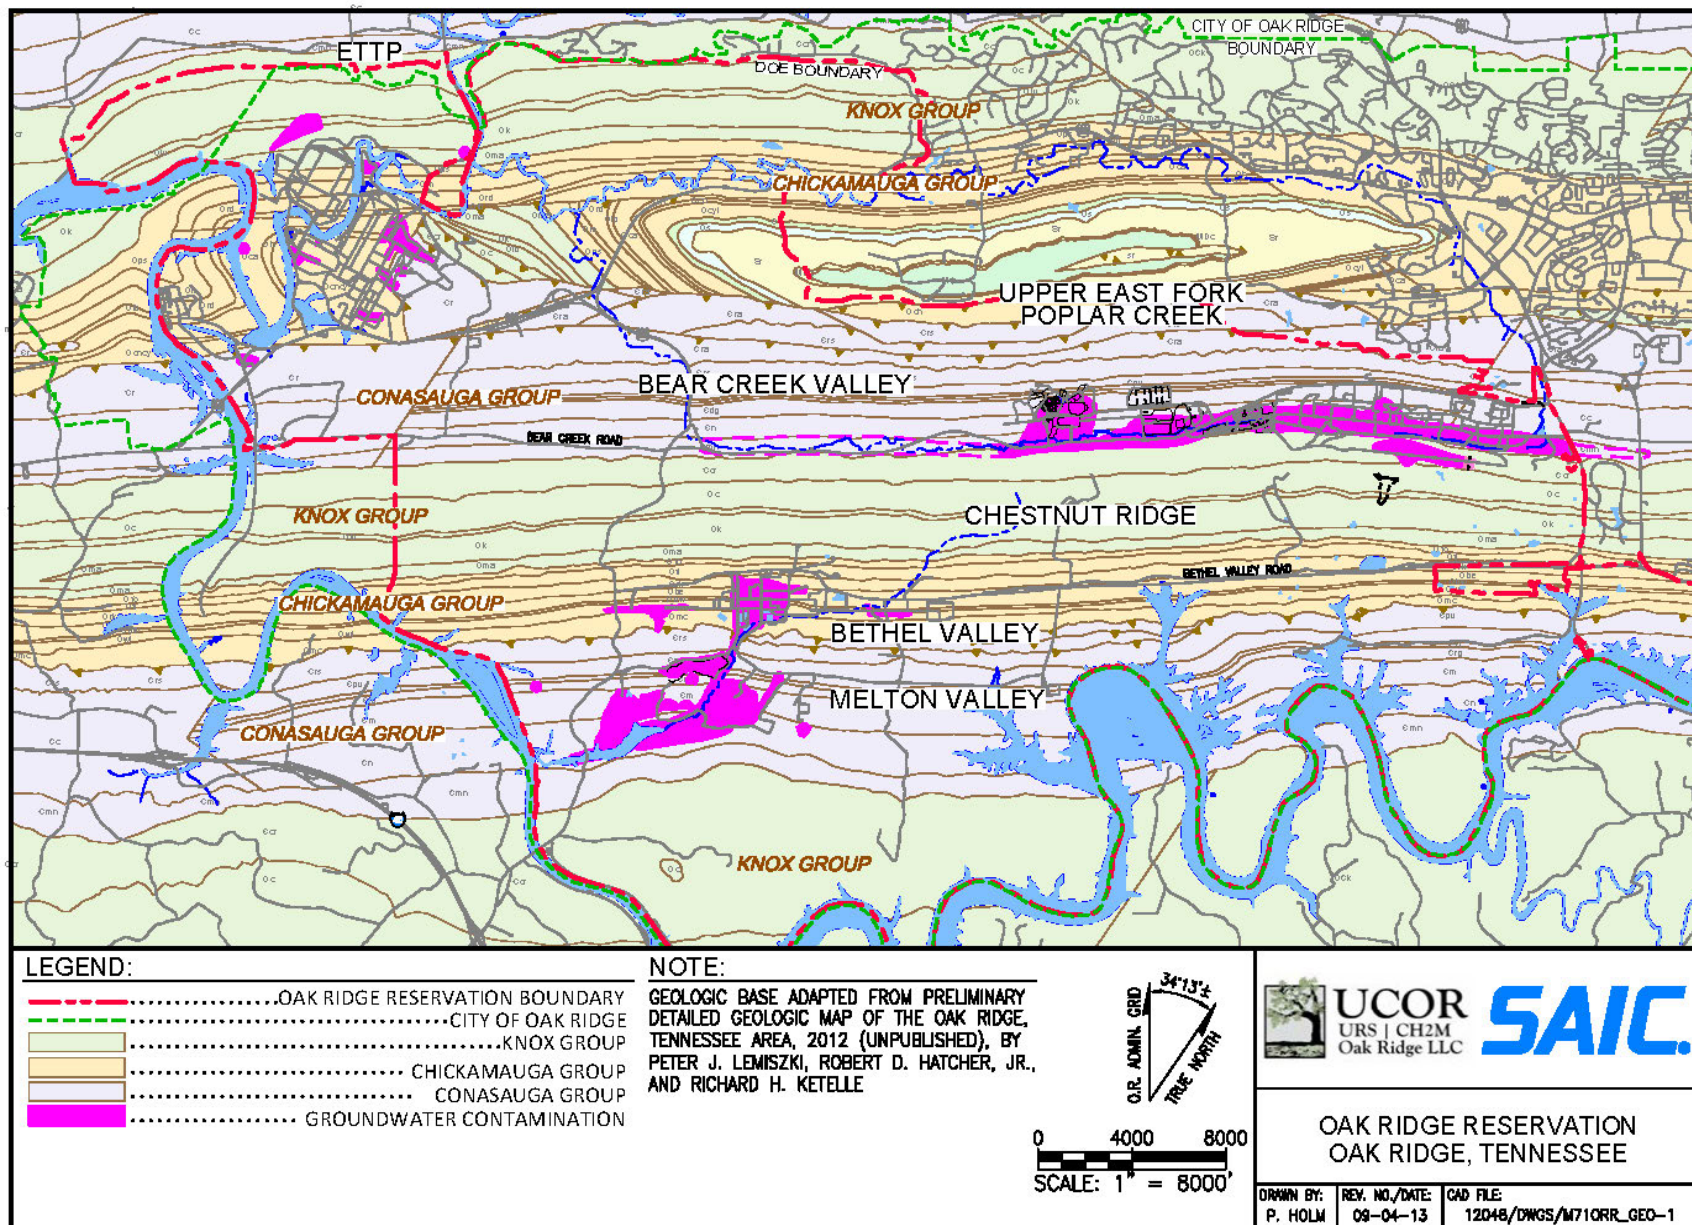 CITY OF OAK RIDGE
BOUNDARY
ETTP
DOE BOUNDARY
KNOX GROUP
CHICKAMAUGA GROUP
UPPER EAST FORK
POPLAR CREEK
BEAR CREEK VALLEY
CONASAUGA GROUP
BEAR CREEK ROAD
KNOX GROUP
CHESTNUT RIDGE
BETHEL VALLEY ROAD
CHICKAMAUGA GROUP
BETHEL VALLEY
MELTON VALLEY
CONASAUGA GROUP
KNOX GROUP
LEGEND:
OAK RIDGE RESERVATION BOUNDARY
CITY OF OAK RIDGE
KNOX GROUP
CHICKAMAUGA GROUP
CONASAUGA GROUP
GROUNDWATER CONTAMINATION
NOTE:
GEOLOGIC BASE ADAPTED FROM PRELIMINARY
DETAILED GEOLOGIC MAP OF THE OAK RIDGE,
TENNESSEE AREA, 2012 (UNPUBLISHED), BY
PETER J. LEMISZKI, ROBERT D. HATCHER, JR.,
AND RICHARD H. KETELLE
34°13'±
O.R. ADMIN. GRID
TRUE NORTH
0 4000 8000
SCALE: 1" = 8000'
UCOR
URS | CH2M
Oak Ridge LLC
SAIC.
OAK RIDGE RESERVATION
OAK RIDGE, TENNESSEE
DRAWN BY:
P. HOLM
REV. NO./DATE:
09-04-13
CAD FILE:
12048/DWGS/M71ORR_GEO-1